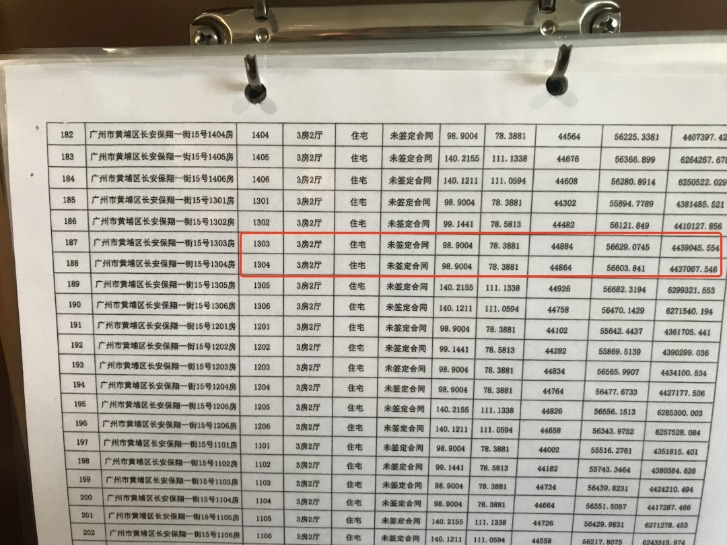 182 广州市黄埔区长安保翔一街15号1404房 1404 3房2厅 住宅 未签定合同 98.9004 78.3881 44564 56225.3381 4407397.42
183 广州市黄埔区长安保翔一街15号1405房 1405 3房2厅 住宅 未签定合同 140.2155 111.1338 44676 56366.899 6264267.678
184 广州市黄埔区长安保翔一街15号1406房 1406 3房2厅 住宅 未签定合同 140.1211 111.0594 44608 56280.8914 6250522.029
185 广州市黄埔区长安保翔一街15号1301房 1301 3房2厅 住宅 未签定合同 98.9004 78.3881 44302 55894.7789 4381485.521
186 广州市黄埔区长安保翔一街15号1302房 1302 3房2厅 住宅 未签定合同 99.1441 78.5813 44482 56121.849 4410127.856
187 广州市黄埔区长安保翔一街15号1303房 1303 3房2厅 住宅 未签定合同 98.9004 78.3881 44884 56629.0745 4439045.554
188 广州市黄埔区长安保翔一街15号1304房 1304 3房2厅 住宅 未签定合同 98.9004 78.3881 44864 56603.841 4437067.546
189 广州市黄埔区长安保翔一街15号1305房 1305 3房2厅 住宅 未签定合同 140.2155 111.1338 44926 56682.3194 6299321.553
190 广州市黄埔区长安保翔一街15号1306房 1306 3房2厅 住宅 未签定合同 140.1211 111.0594 44758 56470.1429 6271540.194
191 广州市黄埔区长安保翔一街15号1201房 1201 3房2厅 住宅 未签定合同 98.9004 78.3881 44102 55642.4437 4361705.441
192 广州市黄埔区长安保翔一街15号1202房 1202 3房2厅 住宅 未签定合同 99.1441 78.5813 44282 55869.5139 4390299.036
193 广州市黄埔区长安保翔一街15号1203房 1203 3房2厅 住宅 未签定合同 98.9004 78.3881 44834 56565.9907 4434100.534
194 广州市黄埔区长安保翔一街15号1204房 1204 3房2厅 住宅 未签定合同 98.9004 78.3881 44764 56477.6733 4427177.506
195 广州市黄埔区长安保翔一街15号1205房 1205 3房2厅 住宅 未签定合同 140.2155 111.1338 44826 56556.1513 6285300.003
196 广州市黄埔区长安保翔一街15号1206房 1206 3房2厅 住宅 未签定合同 140.1211 111.0594 44658 56343.9752 6257528.084
197 广州市黄埔区长安保翔一街15号1101房 1101 3房2厅 住宅 未签定合同 98.9004 78.3881 44002 55516.2761 4351815.401
198 广州市黄埔区长安保翔一街15号1102房 1102 3房2厅 住宅 未签定合同 99.1441 78.5813 44182 55743.3464 4380384.626
199 广州市黄埔区长安保翔一街15号1103房 1103 3房2厅 住宅 未签定合同 98.9004 78.3881 44734 56439.8231 4424210.494
200 广州市黄埔区长安保翔一街15号1104房 1104 3房2厅 住宅 未签定合同 98.9004 78.3881 44664 56351.5057 4417287.466
201 广州市黄埔区长安保翔一街15号1105房 1105 3房2厅 住宅 未签定合同 140.2155 111.1338 44726 56429.9831 6271278.453
202 广州市黄埔区长安保翔一街15号1106房 1106 3房2厅 住宅 未签定合同 140.1211 111.0594 44558 56217.8075